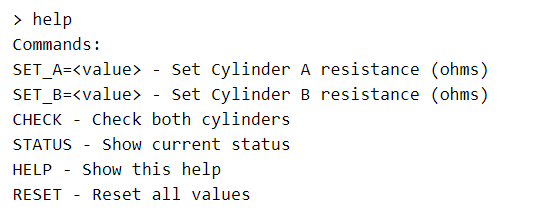 > help
Commands:
SET_A=<value> - Set Cylinder A resistance (ohms)
SET_B=<value> - Set Cylinder B resistance (ohms)
CHECK - Check both cylinders
STATUS - Show current status
HELP - Show this help
RESET - Reset all values